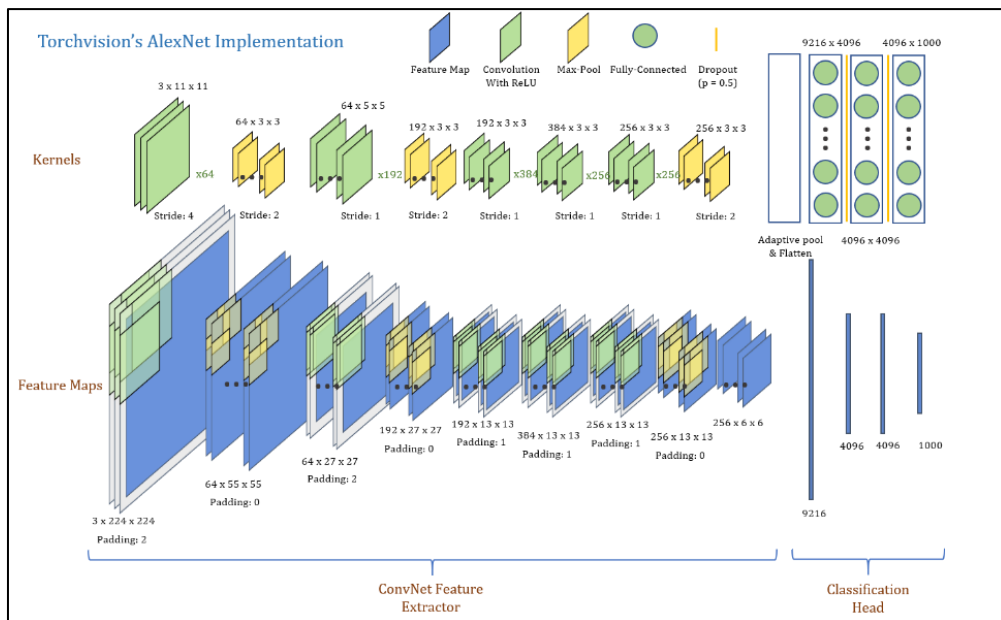 Torchvision's AlexNet Implementation
Feature Map
Convolution
With ReLU
Max-Pool
Fully-Connected
Dropout
(p = 0.5)
9216 x 4096
4096 x 1000
Kernels
3 x 11 x 11
x64
Stride: 4
64 x 3 x 3
Stride: 2
64 x 5 x 5
x192
Stride: 1
192 x 3 x 3
Stride: 2
192 x 3 x 3
x384
Stride: 1
384 x 3 x 3
x256
Stride: 1
256 x 3 x 3
x256
Stride: 1
256 x 3 x 3
Stride: 2
Adaptive pool
& Flatten
4096 x 4096
Feature Maps
3 x 224 x 224
Padding: 2
64 x 55 x 55
Padding: 0
64 x 27 x 27
Padding: 2
192 x 27 x 27
Padding: 0
192 x 13 x 13
Padding: 1
384 x 13 x 13
Padding: 1
256 x 13 x 13
Padding: 1
256 x 13 x 13
Padding: 0
256 x 6 x 6
9216
4096
4096
1000
ConvNet Feature
Extractor
Classification
Head